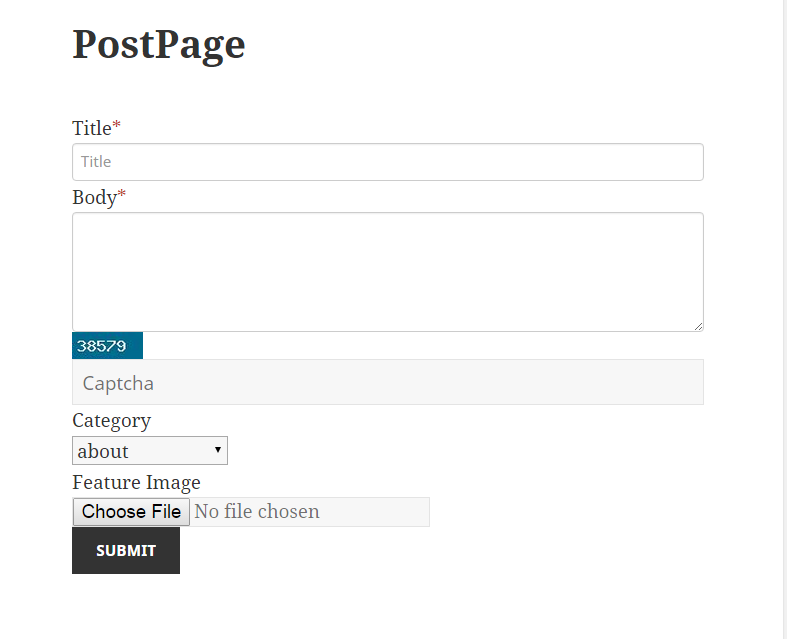 PostPage
Title*
Title
Body*
38579
Captcha
Category
about
Feature Image
Choose File No file chosen
SUBMIT